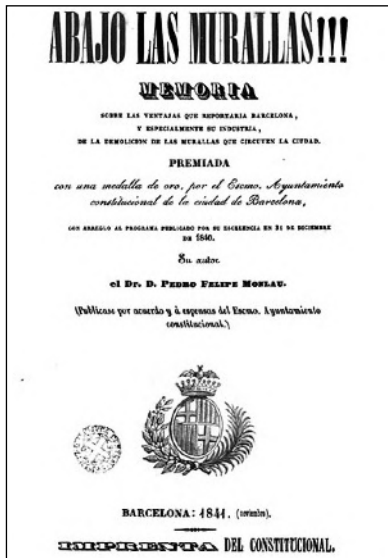 ABAJO LAS MURALLAS!!!
MEMORIA
SOBRE LAS VENTAJAS QUE REPORTARIA BARCELONA,
Y ESPECIALMENTE SU INDUSTRIA,
DE LA DEMOLICION DE LAS MURALLAS QUE CIRCUYEN LA CIUDAD.
PREMIADA
con una medalla de oro, por el Escmo. Ayuntamiento
constitucional de la ciudad de Barcelona,
CON ARREGLO AL PROGRAMA PUBLICADO POR SU ESCELENCIA EN 31 DE DICIEMBRE
DE 1840.
Su autor
el Dr. D. PEDRO FELIPE MONLAU.
(Publícase por acuerdo y á espensas del Escmo. Ayuntamiento
constitucional.)
BARCELONA: 1841. (noviembre).
IMPRENTA DEL CONSTITUCIONAL.